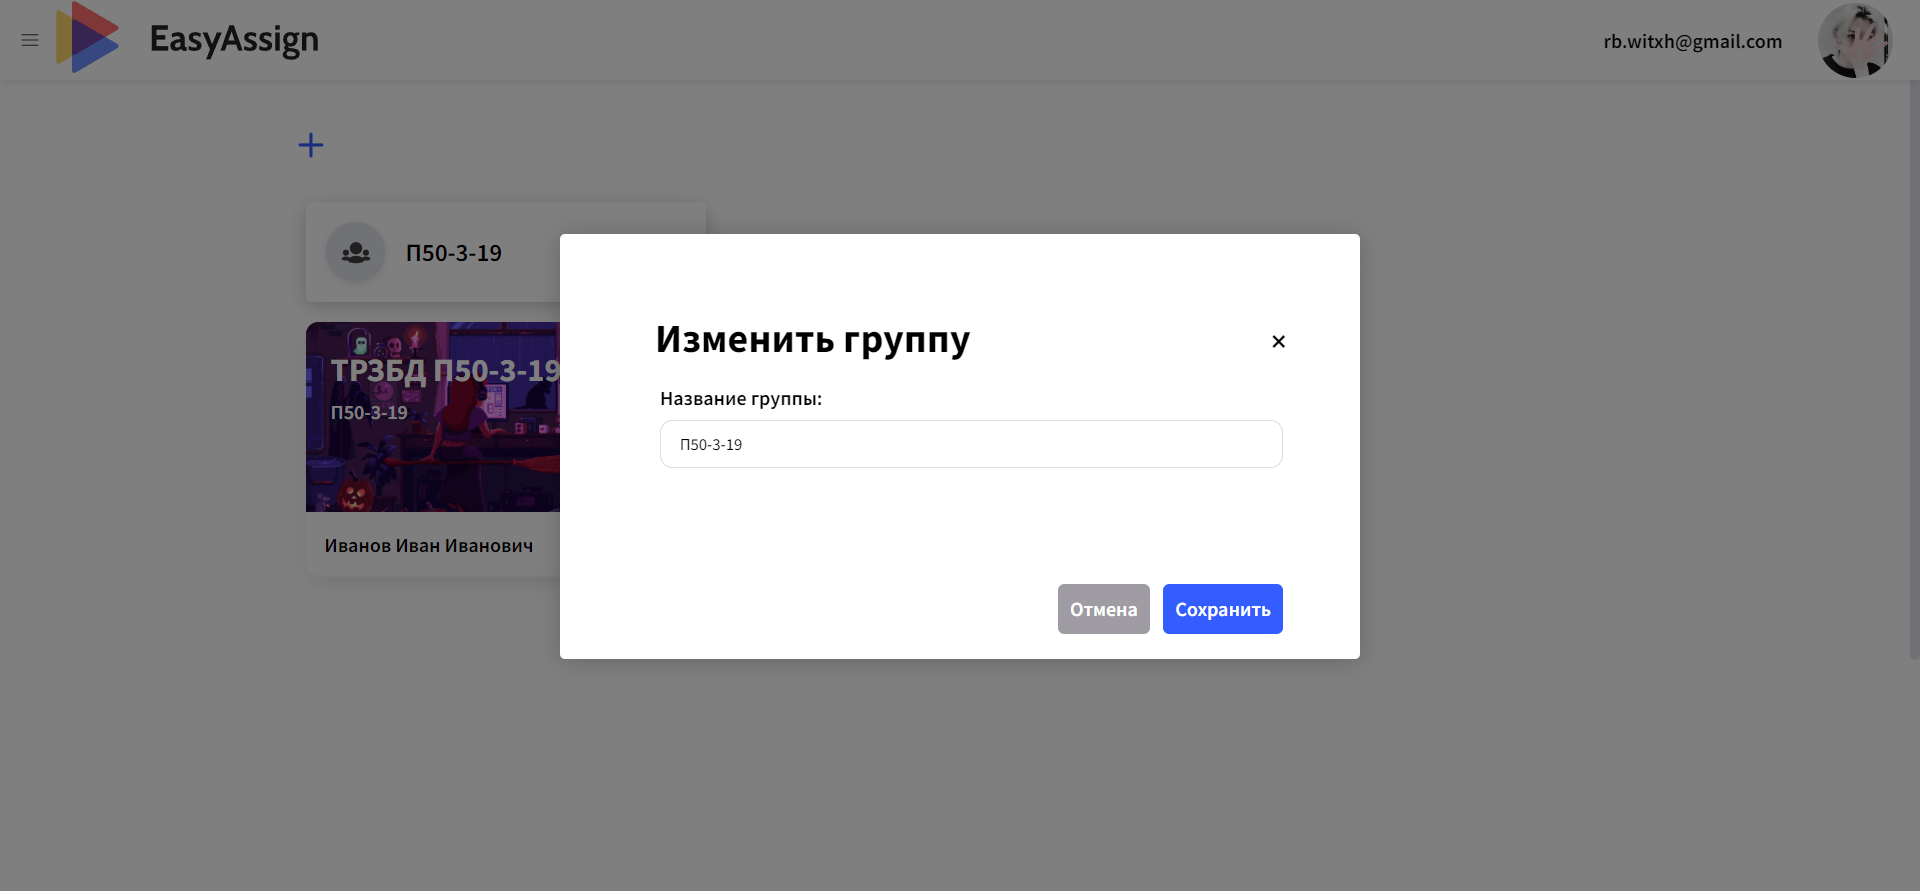 EasyAssign
rb.witxh@gmail.com
П50-3-19
ТРЗБД П50-3-19
П50-3-19
Иванов Иван Иванович
Изменить группу
Название группы:
П50-3-19
Отмена
Сохранить